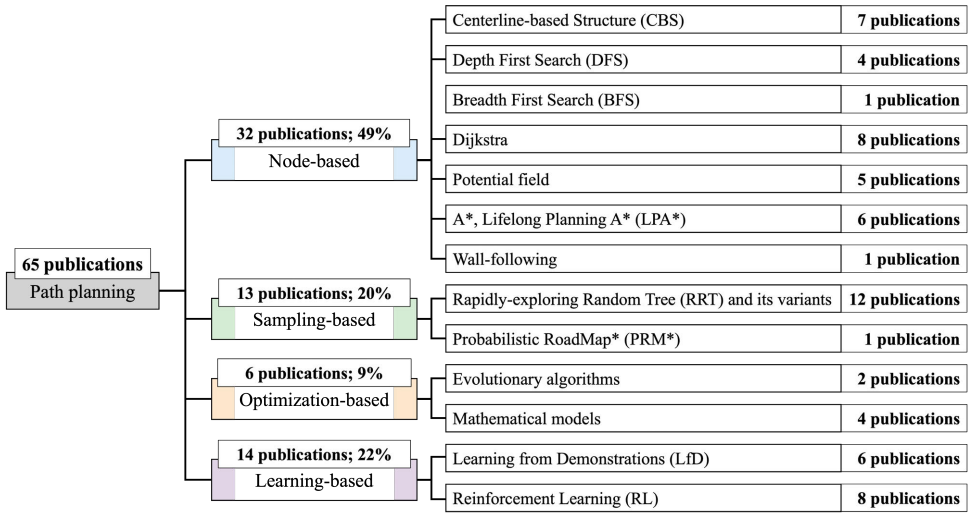 65 publications
Path planning
32 publications; 49%
Node-based
Centerline-based Structure (CBS) 7 publications
Depth First Search (DFS) 4 publications
Breadth First Search (BFS) 1 publication
Dijkstra 8 publications
Potential field 5 publications
A*, Lifelong Planning A* (LPA*) 6 publications
Wall-following 1 publication
13 publications; 20%
Sampling-based
Rapidly-exploring Random Tree (RRT) and its variants 12 publications
Probabilistic RoadMap* (PRM*) 1 publication
6 publications; 9%
Optimization-based
Evolutionary algorithms 2 publications
Mathematical models 4 publications
14 publications; 22%
Learning-based
Learning from Demonstrations (LfD) 6 publications
Reinforcement Learning (RL) 8 publications